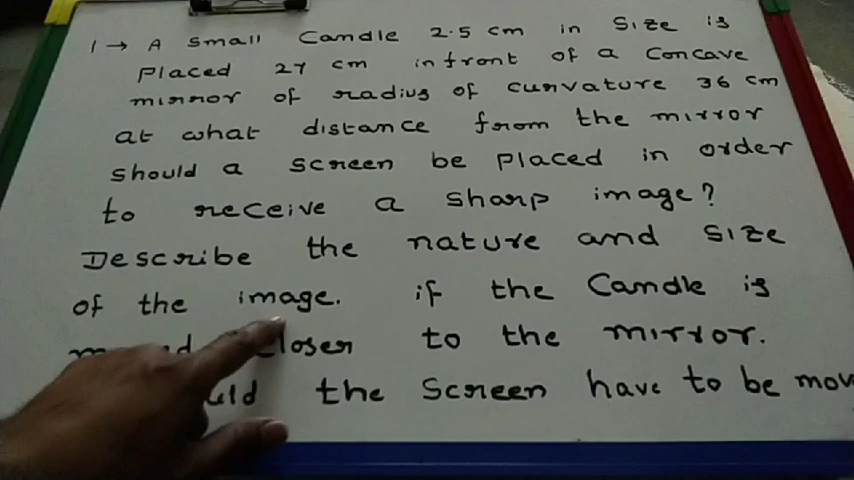 1 → A small Candle 2.5 cm in Size is
Placed 27 cm infront of a Concave
mirror of radius of curvature 36 cm
at what distance from the mirror
should a screen be placed in order
to receive a sharp image?
Describe the nature and size
of the image. if the Candle is
closer to the mirror.
the Screen have to be mov